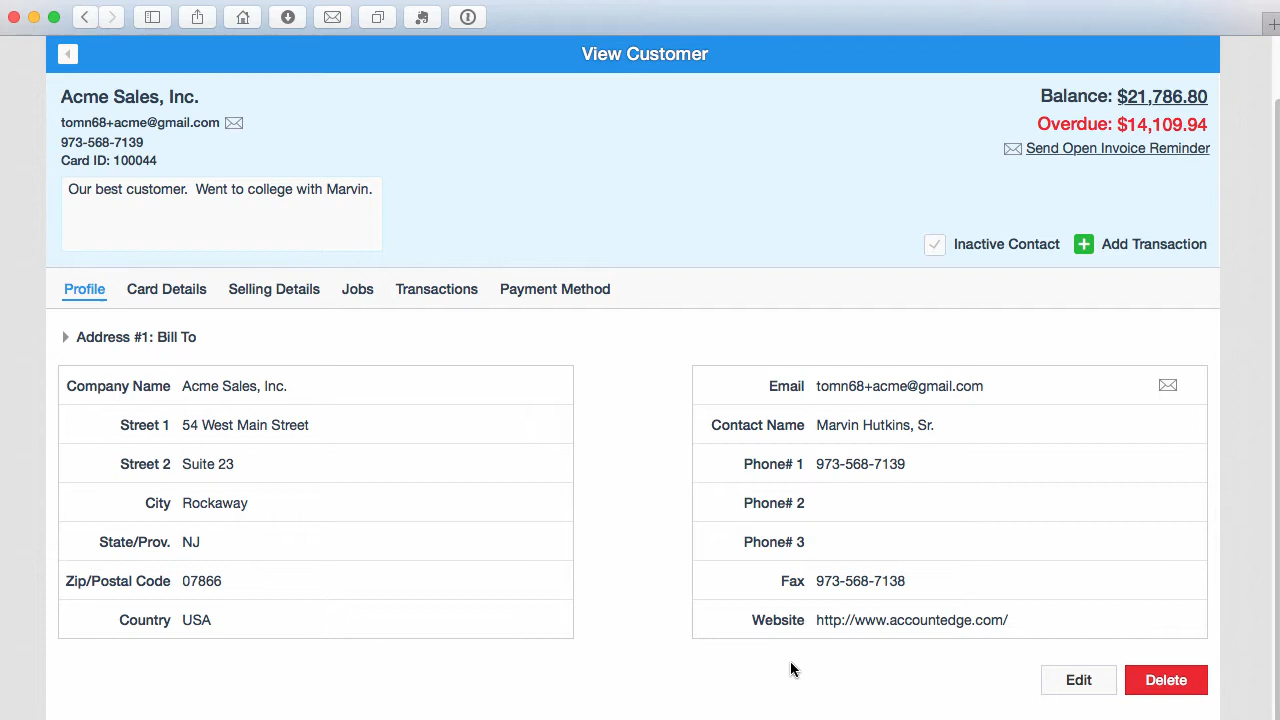 View Customer
Acme Sales, Inc.
tomn68+acme@gmail.com
973-568-7139
Card ID: 100044
Our best customer.  Went to college with Marvin.
Balance: $21,786.80
Overdue: $14,109.94
Send Open Invoice Reminder
Inactive Contact
Add Transaction
Profile Card Details Selling Details Jobs Transactions Payment Method
Address #1: Bill To
Company Name Acme Sales, Inc.
Street 1 54 West Main Street
Street 2 Suite 23
City Rockaway
State/Prov. NJ
Zip/Postal Code 07866
Country USA
Email tomn68+acme@gmail.com
Contact Name Marvin Hutkins, Sr.
Phone# 1 973-568-7139
Phone# 2
Phone# 3
Fax 973-568-7138
Website http://www.accountedge.com/
Edit Delete